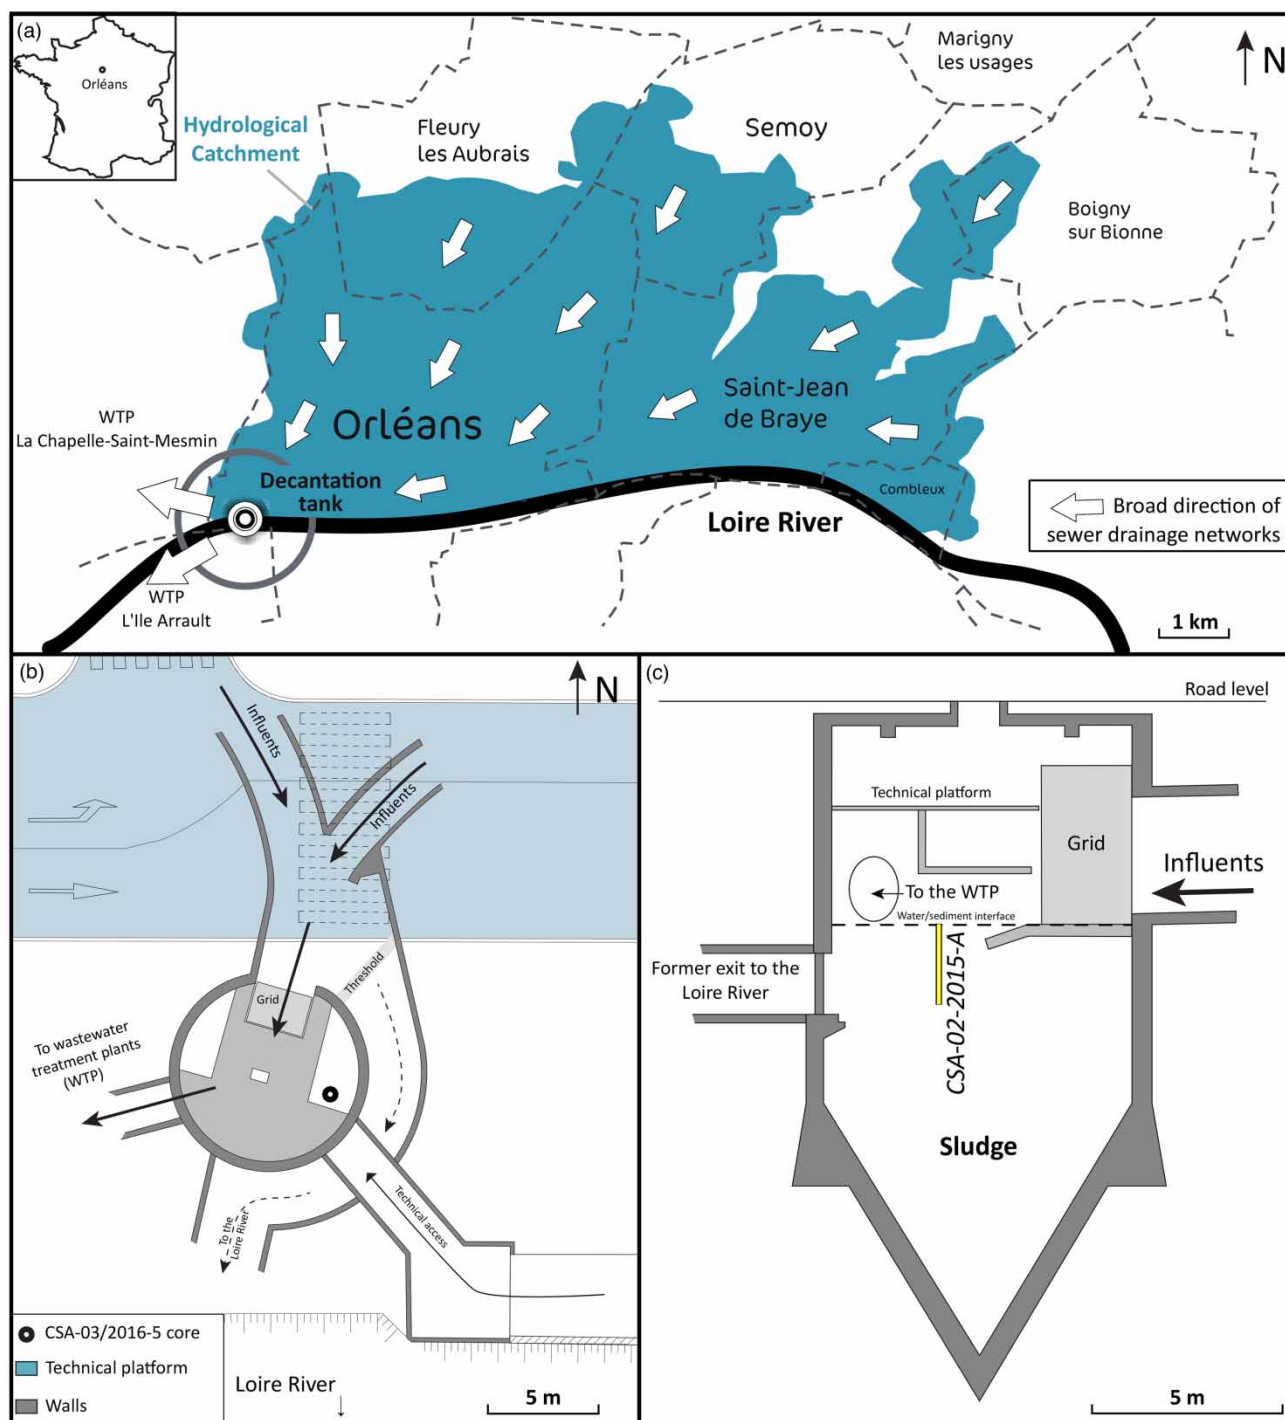 (a)
Orléans
Hydrological
Catchment
Fleury
les Aubrais
Semoy
Marigny
les usages
N
Boigny
sur Bionne
WTP
La Chapelle-Saint-Mesmin
Orléans
Saint-Jean
de Braye
Decantation
tank
Combleux
Loire River
Broad direction of
sewer drainage networks
WTP
L'Ile Arrault
1 km
(b)
N
Influents
Influents
Threshold
Grid
To wastewater
treatment plants
(WTP)
Technical access
To the
Loire River
CSA-03/2016-5 core
Technical platform
Walls
Loire River
5 m
(c)
Road level
Technical platform
Grid
Influents
To the WTP
Water/sediment interface
CSA-02-2015-A
Former exit to the
Loire River
Sludge
5 m